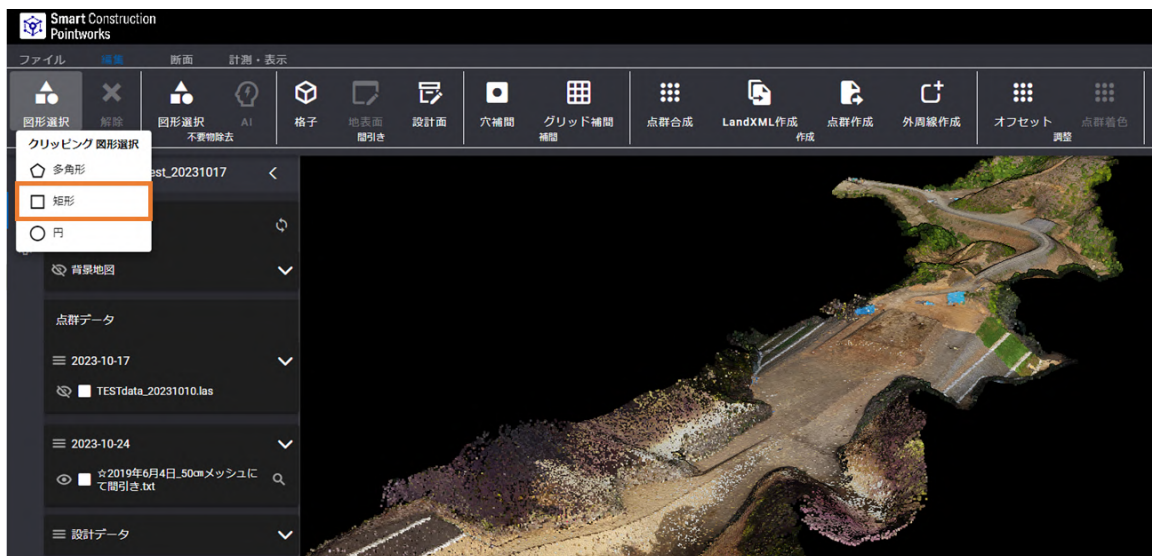 Smart Construction
Pointworks
ファイル 編集 断面 計測・表示
図形選択 解除 図形選択 AI 格子 地表面 設計面 穴補間 グリッド補間 点群合成 LandXML作成 点群作成 外周線作成 オフセット 点群着色
不要物除去 間引き 補間 作成 調整
クリッピング 図形選択
多角形
矩形
円
est_20231017
背景地図
点群データ
2023-10-17
TESTdata_20231010.las
2023-10-24
☆2019年6月4日_50㎝メッシュに
て間引き.txt
設計データ